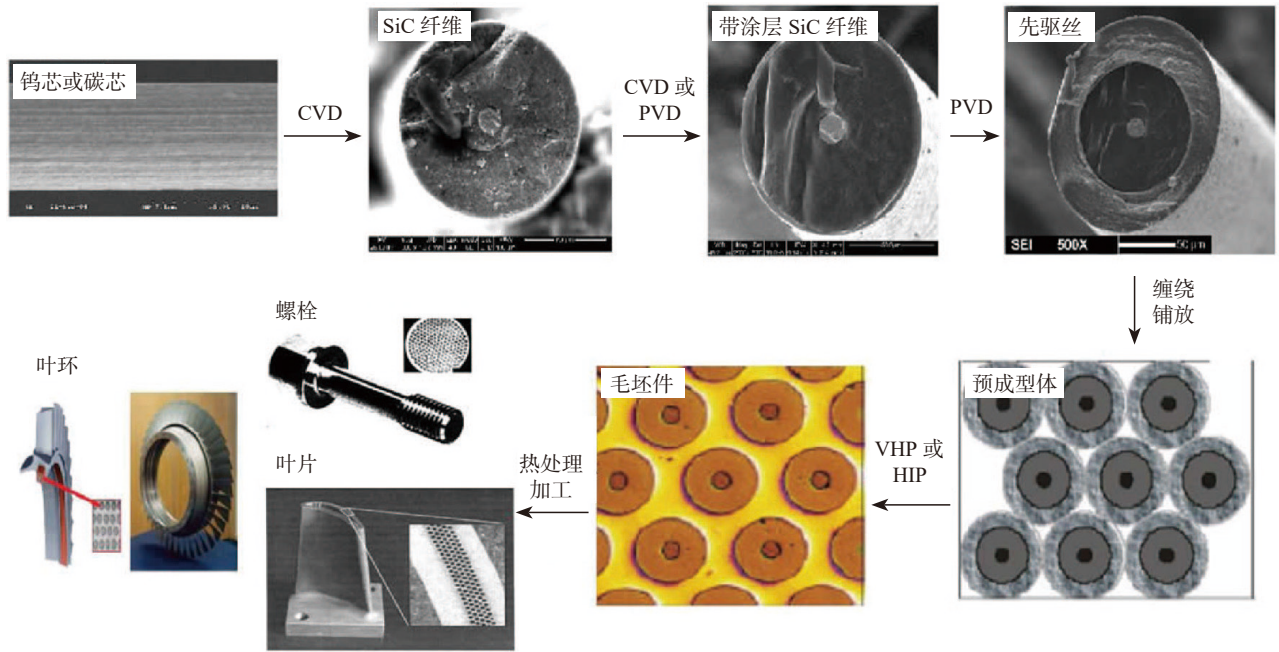 钨芯或碳芯
CVD
SiC 纤维
CVD 或
PVD
带涂层 SiC 纤维
PVD
先驱丝
SEI 500X 50μm
缠绕
铺放
预成型体
VHP 或
HIP
毛坯件
热处理
加工
螺栓
叶片
叶环